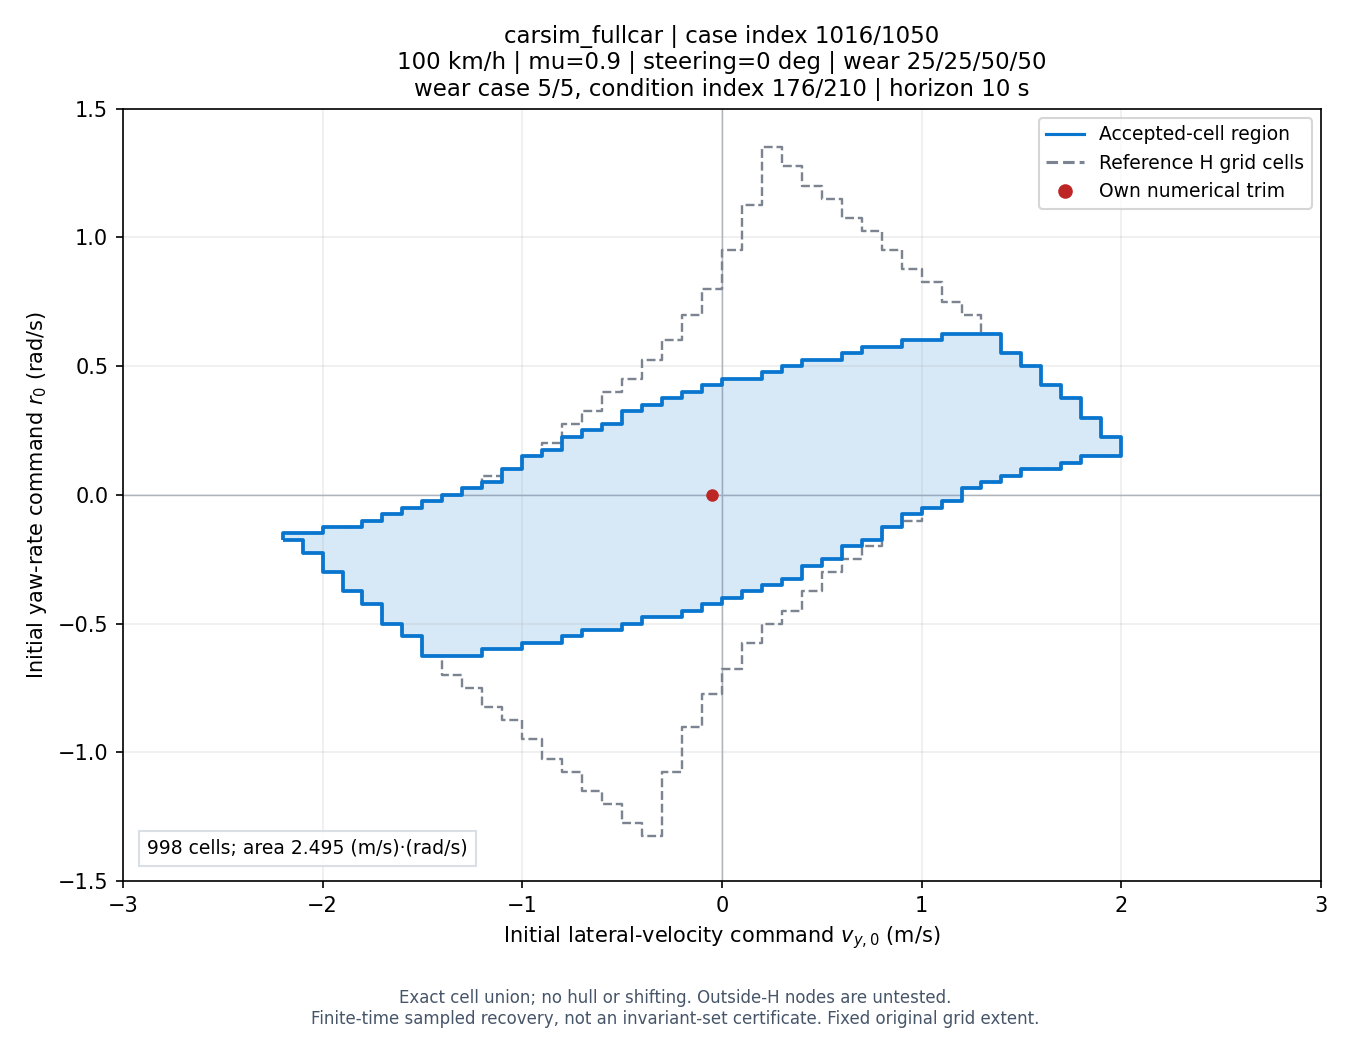 carsim_fullcar | case index 1016/1050
100 km/h | mu=0.9 | steering=0 deg | wear 25/25/50/50
wear case 5/5, condition index 176/210 | horizon 10 s
Accepted-cell region
Reference H grid cells
Own numerical trim
1.5
1.0
0.5
0.0
−0.5
−1.0
−1.5
Initial yaw-rate command r0 (rad/s)
998 cells; area 2.495 (m/s)·(rad/s)
−3 −2 −1 0 1 2 3
Initial lateral-velocity command vy,0 (m/s)
Exact cell union; no hull or shifting. Outside-H nodes are untested.
Finite-time sampled recovery, not an invariant-set certificate. Fixed original grid extent.